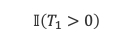 𝕀(T₁ > 0)